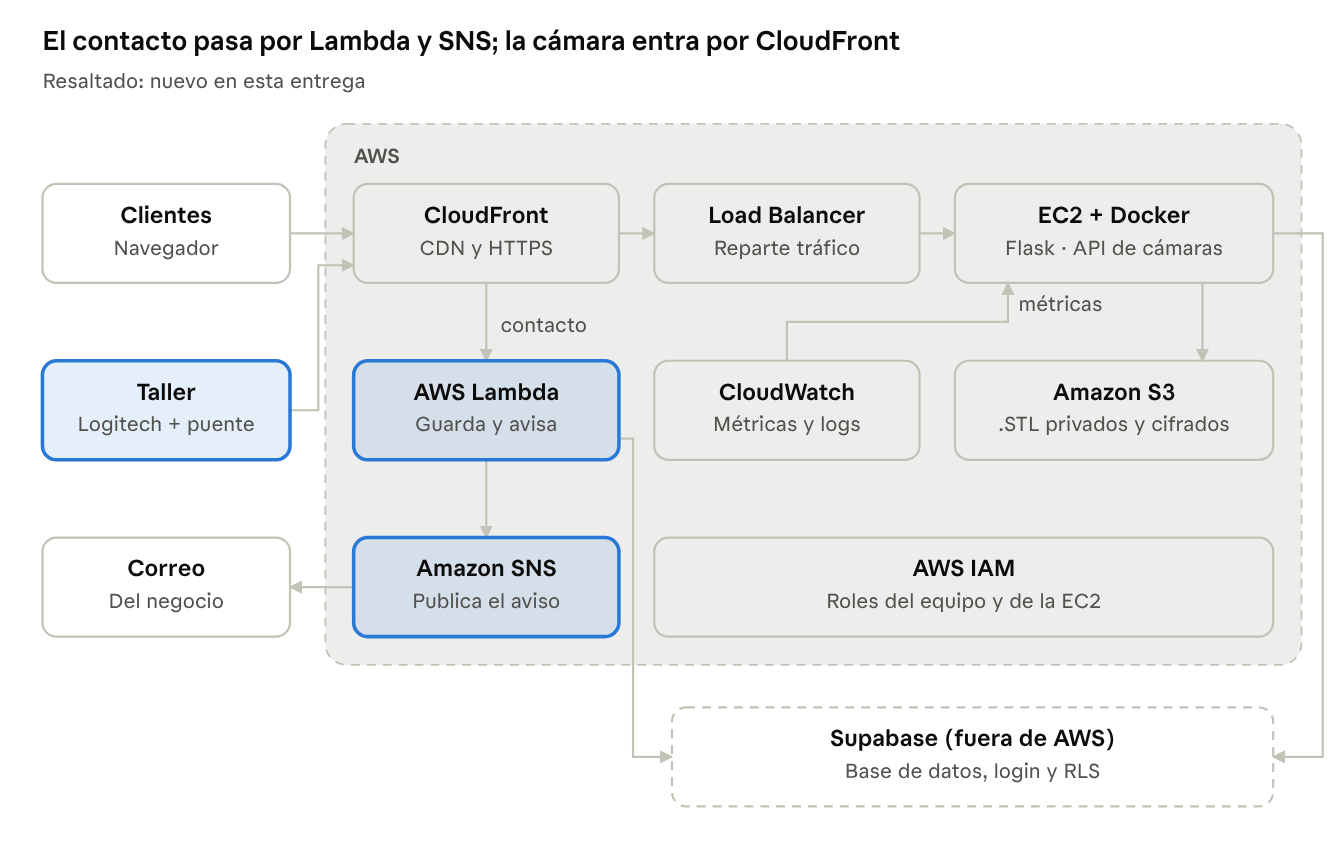 El contacto pasa por Lambda y SNS; la cámara entra por CloudFront
Resaltado: nuevo en esta entrega
AWS
Clientes
Navegador
CloudFront
CDN y HTTPS
Load Balancer
Reparte tráfico
EC2 + Docker
Flask · API de cámaras
contacto
métricas
Taller
Logitech + puente
AWS Lambda
Guarda y avisa
CloudWatch
Métricas y logs
Amazon S3
.STL privados y cifrados
Correo
Del negocio
Amazon SNS
Publica el aviso
AWS IAM
Roles del equipo y de la EC2
Supabase (fuera de AWS)
Base de datos, login y RLS